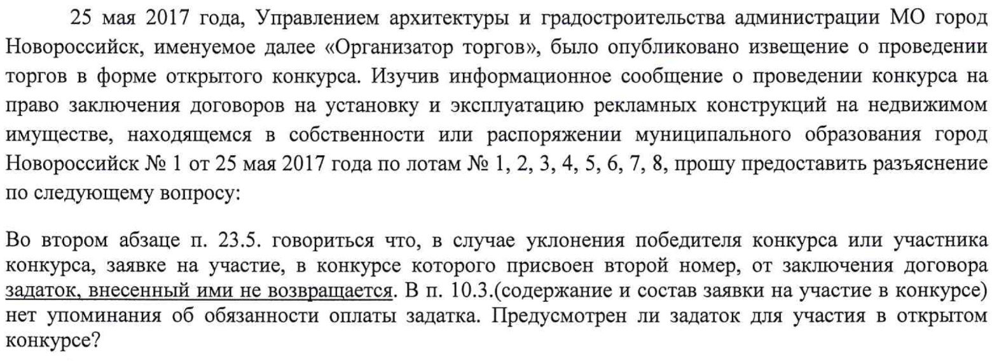 25 мая 2017 года, Управлением архитектуры и градостроительства администрации МО город
Новороссийск, именуемое далее «Организатор торгов», было опубликовано извещение о проведении
торгов в форме открытого конкурса. Изучив информационное сообщение о проведении конкурса на
право заключения договоров на установку и эксплуатацию рекламных конструкций на недвижимом
имуществе, находящемся в собственности или распоряжении муниципального образования город
Новороссийск № 1 от 25 мая 2017 года по лотам № 1, 2, 3, 4, 5, 6, 7, 8, прошу предоставить разъяснение
по следующему вопросу:
Во втором абзаце п. 23.5. говориться что, в случае уклонения победителя конкурса или участника
конкурса, заявке на участие, в конкурсе которого присвоен второй номер, от заключения договора
задаток, внесенный ими не возвращается. В п. 10.3.(содержание и состав заявки на участие в конкурсе)
нет упоминания об обязанности оплаты задатка. Предусмотрен ли задаток для участия в открытом
конкурсе?